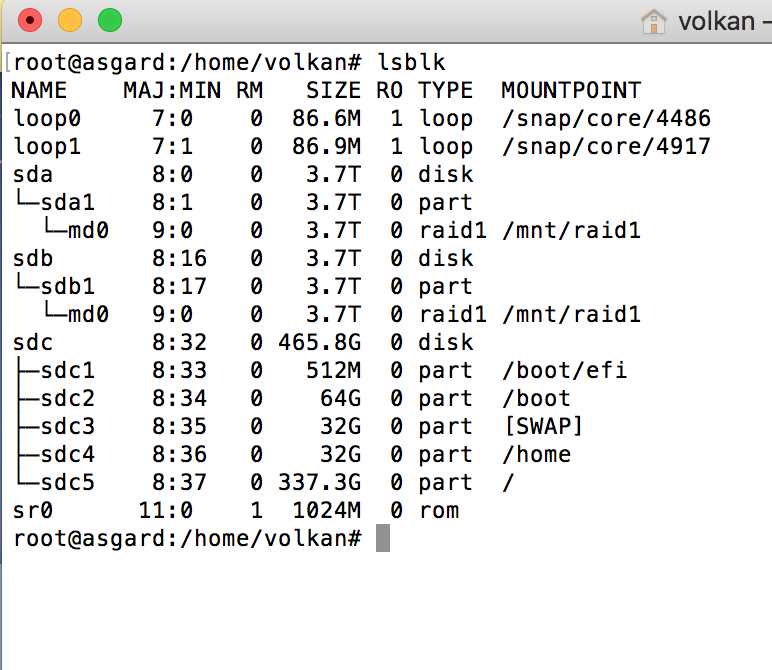 volkan –
[root@asgard:/home/volkan# lsblk
NAME    MAJ:MIN RM   SIZE RO TYPE  MOUNTPOINT
loop0     7:0    0  86.6M  1 loop  /snap/core/4486
loop1     7:1    0  86.9M  1 loop  /snap/core/4917
sda       8:0    0   3.7T  0 disk
└─sda1    8:1    0   3.7T  0 part
  └─md0   9:0    0   3.7T  0 raid1 /mnt/raid1
sdb       8:16   0   3.7T  0 disk
└─sdb1    8:17   0   3.7T  0 part
  └─md0   9:0    0   3.7T  0 raid1 /mnt/raid1
sdc       8:32   0 465.8G  0 disk
├─sdc1    8:33   0   512M  0 part  /boot/efi
├─sdc2    8:34   0    64G  0 part  /boot
├─sdc3    8:35   0    32G  0 part  [SWAP]
├─sdc4    8:36   0    32G  0 part  /home
└─sdc5    8:37   0 337.3G  0 part  /
sr0      11:0    1  1024M  0 rom
root@asgard:/home/volkan#